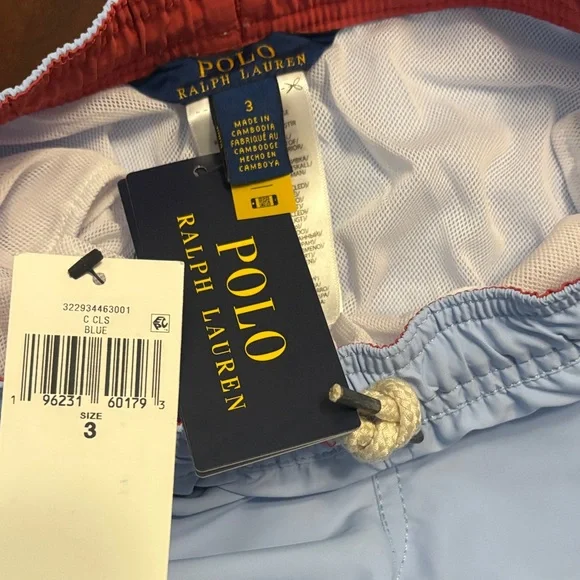 POLO
RALPH LAUREN
3
MADE IN
CAMBODIA
FABRIQUÉ AU
CAMBODGE
HECHO EN
CAMBOYA
POLO
RALPH LAUREN
322934463001
C CLS
BLUE
1 96231 60179 3
SIZE
3